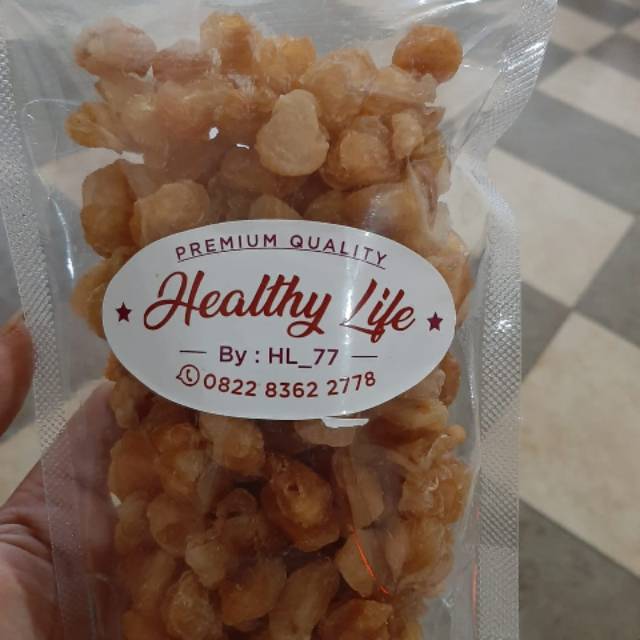 PREMIUM QUALITY
Healthy Life
By : HL_77
0822 8362 2778